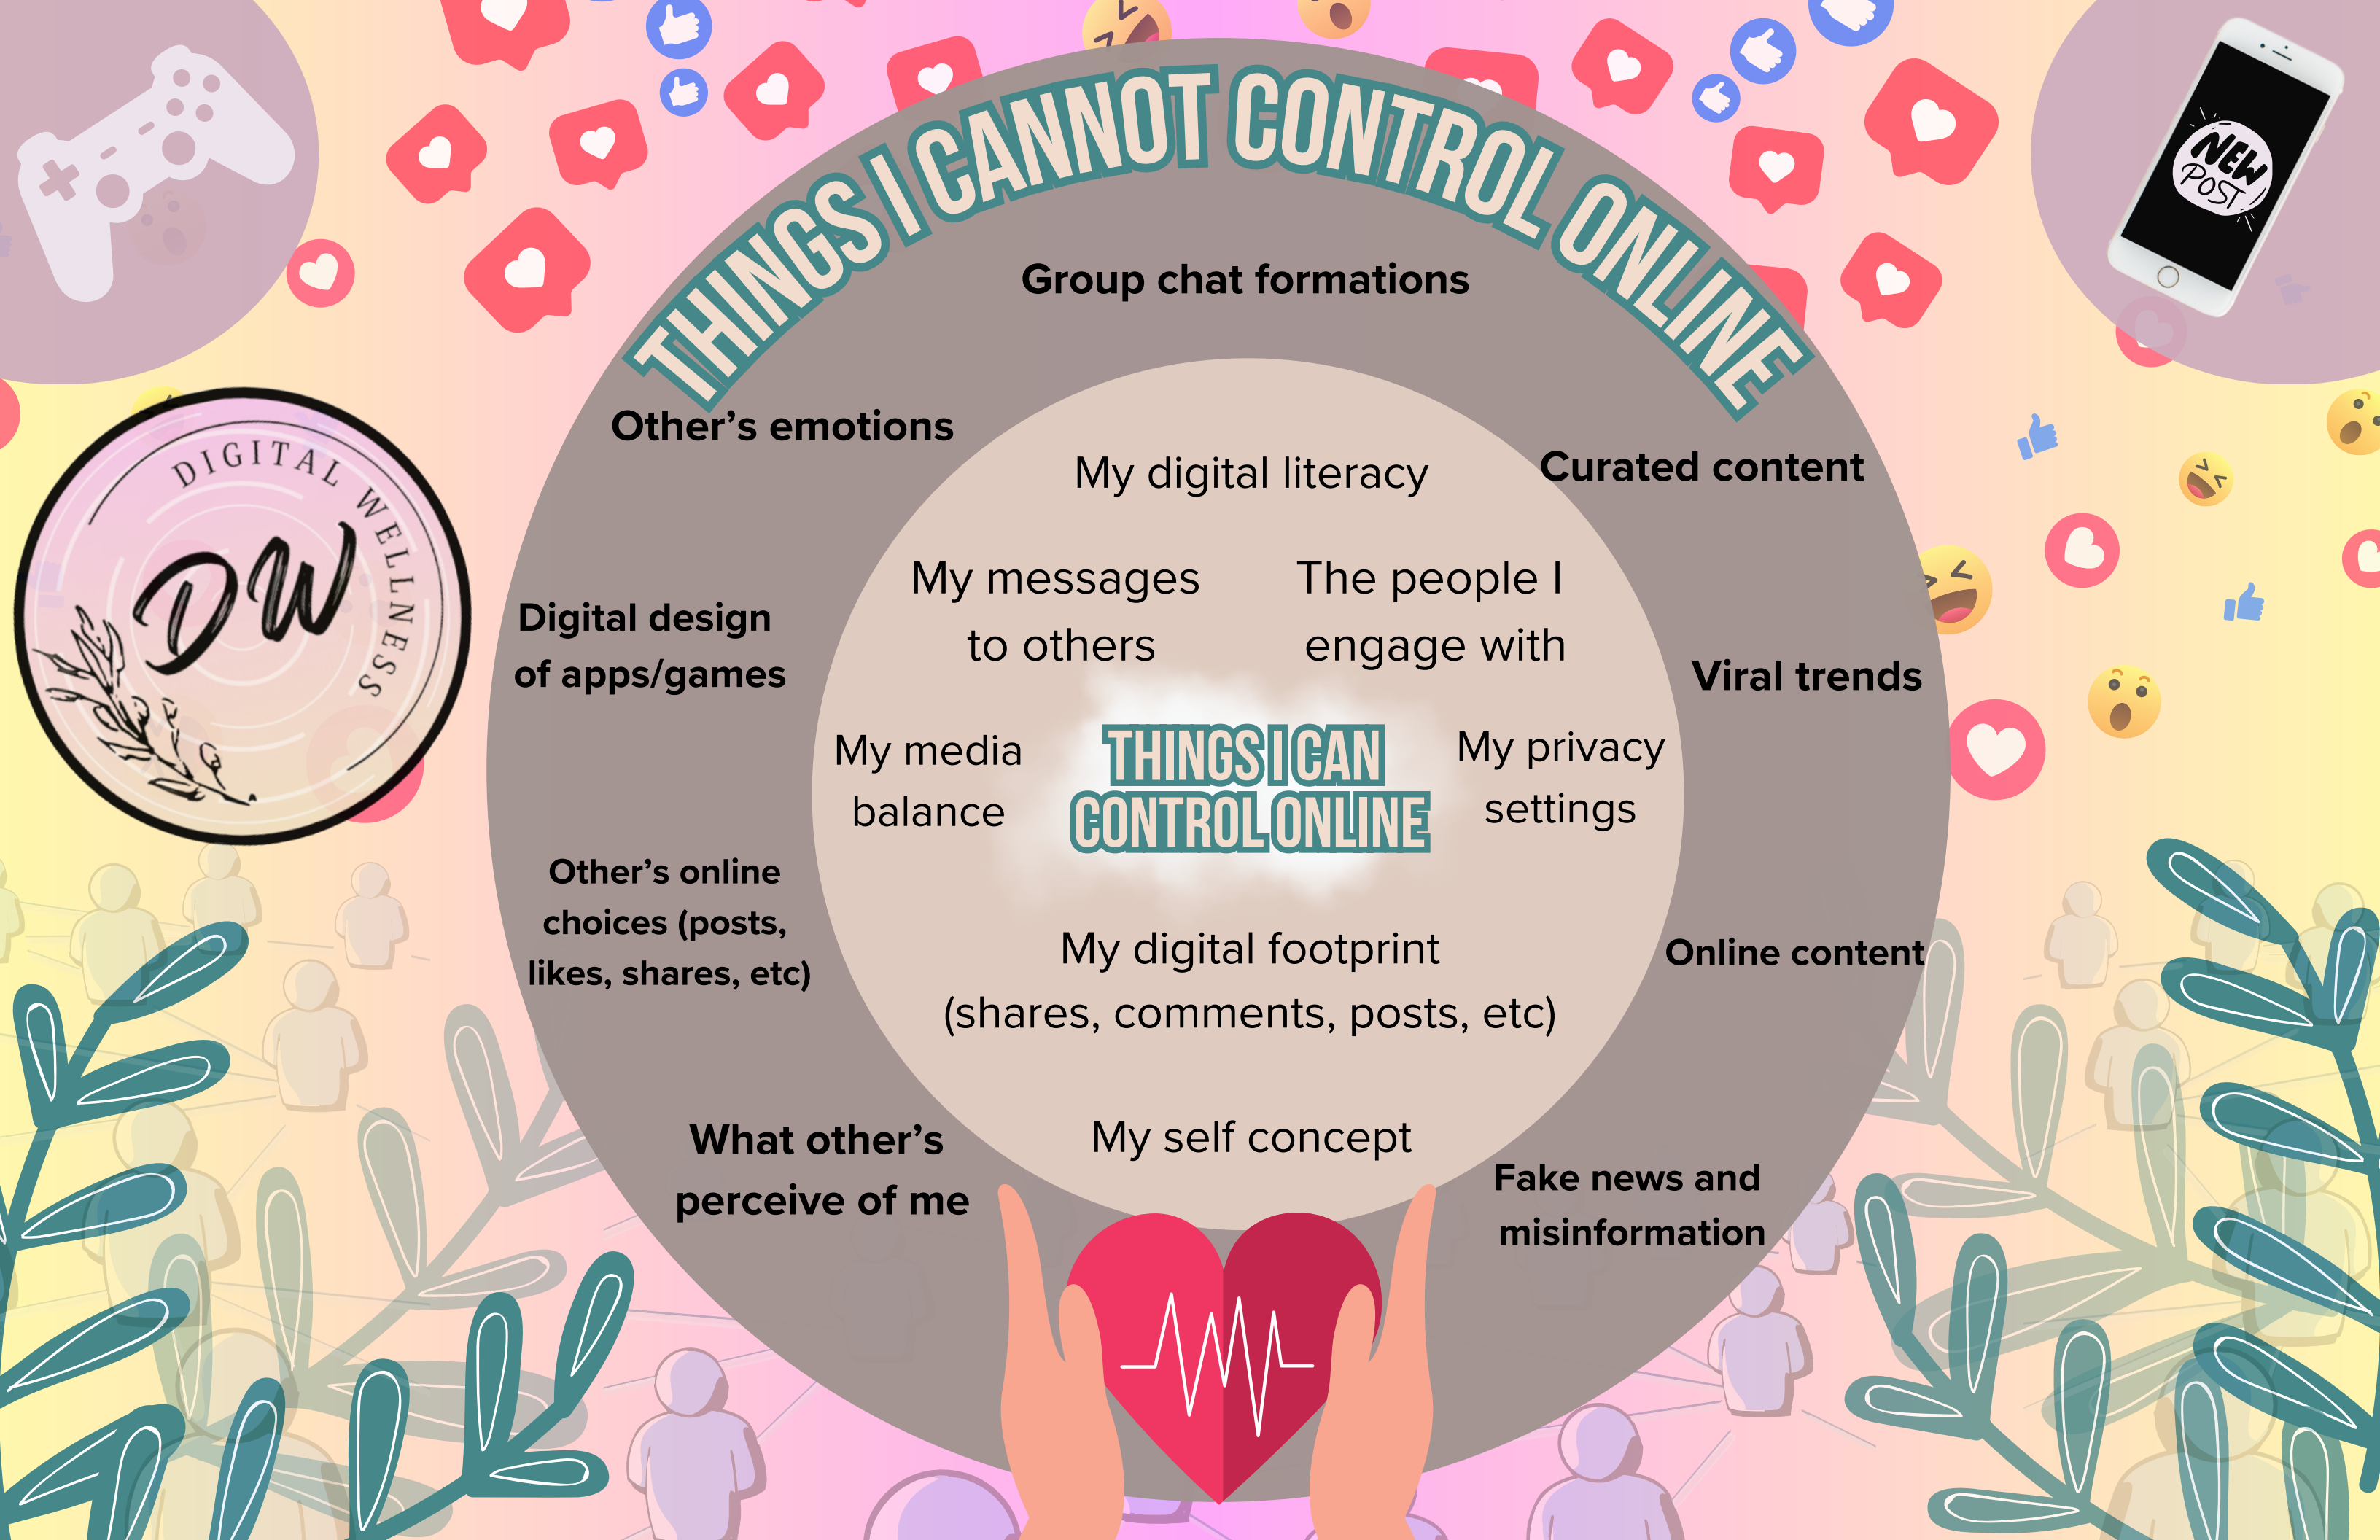 THINGS I CANNOT CONTROL ONLINE
NEW
POST
Group chat formations
Other's emotions
Curated content
DIGITAL WELLNESS
DW
Digital design
of apps/games
Viral trends
Other's online
choices (posts,
likes, shares, etc)
Online content
What other's
perceive of me
Fake news and
misinformation
My digital literacy
My messages
to others
The people I
engage with
My media
balance
THINGS I CAN
CONTROL ONLINE
My privacy
settings
My digital footprint
(shares, comments, posts, etc)
My self concept